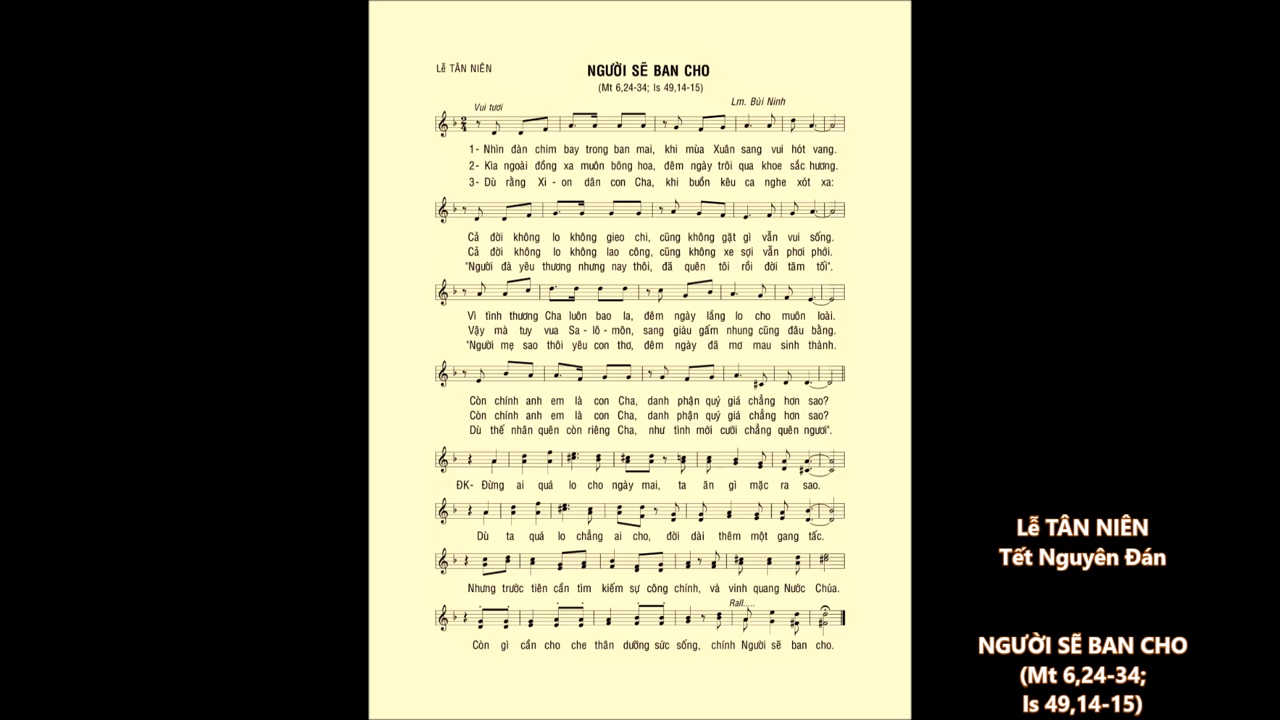 Lễ TÂN NIÊN
NGƯỜI SẼ BAN CHO
(Mt 6,24-34; Is 49,14-15)
Lm. Bùi Ninh
Vui tươi
1- Nhìn đàn chim bay trong ban mai, khi mùa Xuân sang vui hót vang.
2- Kìa ngoài đồng xa muôn bông hoa, đêm ngày trôi qua khoe sắc hương.
3- Dù rằng Xi - on dân con Cha, khi buồn kêu ca nghe xót xa:
Cả đời không lo không gieo chi, cũng không gặt gì vẫn vui sống.
Cả đời không lo không lao công, cũng không xe sợi vẫn phơi phới.
"Người đà yêu thương nhưng nay thôi, đã quên tôi rồi đời tăm tối".
Vì tình thương Cha luôn bao la, đêm ngày lắng lo cho muôn loài.
Vậy mà tuy vua Sa - lô - môn, sang giàu gấm nhung cũng đâu bằng.
"Người mẹ sao thôi yêu con thơ, đêm ngày đã mơ mau sinh thành.
Còn chính anh em là con Cha, danh phận quý giá chẳng hơn sao?
Còn chính anh em là con Cha, danh phận quý giá chẳng hơn sao?
Dù thế nhân quên còn riêng Cha, như tình mới cưới chẳng quên ngươi".
ĐK- Đừng ai quá lo cho ngày mai, ta ăn gì mặc ra sao.
Dù ta quá lo chẳng ai cho, đời dài thêm một gang tấc.
Nhưng trước tiên cần tìm kiếm sự công chính, và vinh quang Nước Chúa.
Rall.....
Còn gì cần cho che thân dưỡng sức sống, chính Người sẽ ban cho.
Lễ TÂN NIÊN
Tết Nguyên Đán
NGƯỜI SẼ BAN CHO
(Mt 6,24-34;
Is 49,14-15)